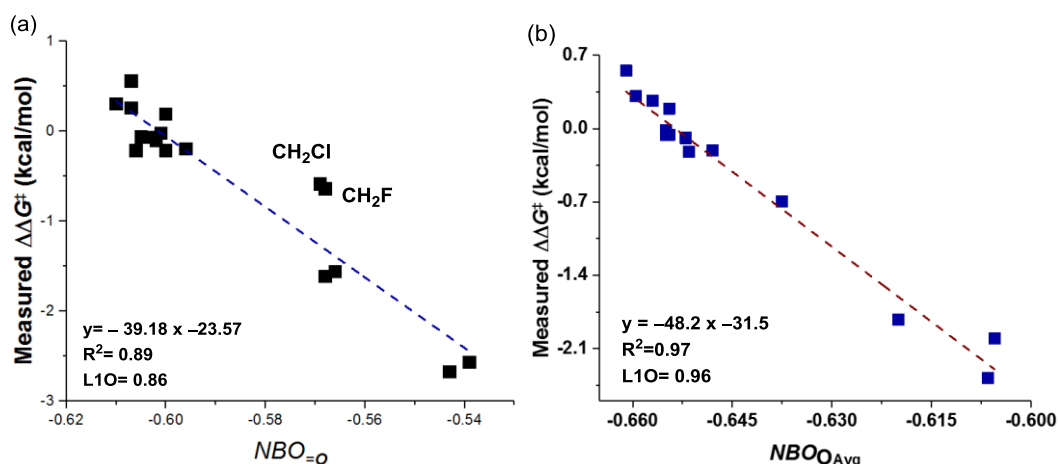 (a)
Measured ΔΔG‡ (kcal/mol)
1
0
-1
-2
-3
CH2Cl
CH2F
y= – 39.18 x –23.57
R2= 0.89
L1O= 0.86
-0.62
-0.60
-0.58
-0.56
-0.54
NBO=O
(b)
Measured ΔΔG‡ (kcal/mol)
0.7
0.0
-0.7
-1.4
-2.1
y = –48.2 x –31.5
R2=0.97
L1O= 0.96
-0.660
-0.645
-0.630
-0.615
-0.600
NBOOAvg